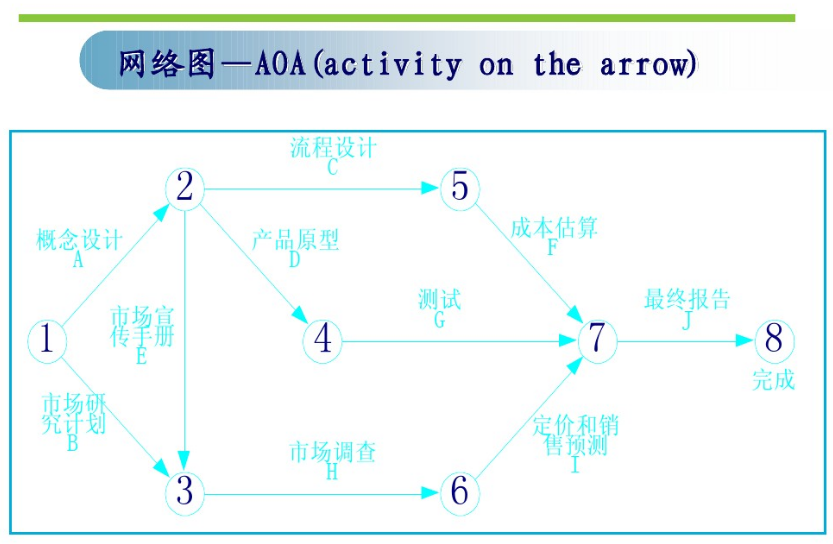 网络图—AOA(activity on the arrow)
流程设计
C
2
5
概念设计
A
产品原型
D
成本估算
F
市场宣
传手册
E
测试
G
最终报告
J
1
4
7
8
完成
市场研
究计划
B
市场调查
H
定价和销
售预测
I
3
6